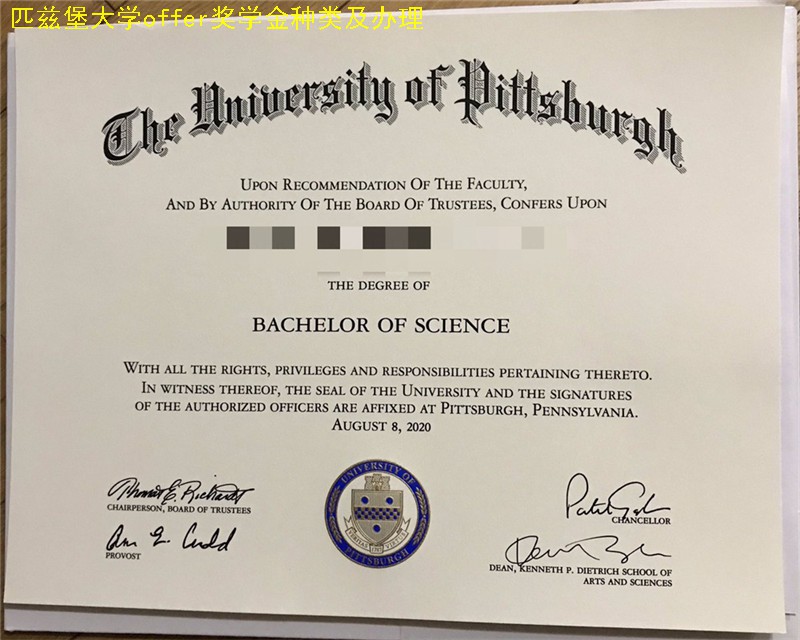 匹兹堡大学offer奖学金种类及办理
The University of Pittsburgh
UPON RECOMMENDATION OF THE FACULTY,
AND BY AUTHORITY OF THE BOARD OF TRUSTEES, CONFERS UPON
THE DEGREE OF
BACHELOR OF SCIENCE
WITH ALL THE RIGHTS, PRIVILEGES AND RESPONSIBILITIES PERTAINING THERETO.
IN WITNESS THEREOF, THE SEAL OF THE UNIVERSITY AND THE SIGNATURES
OF THE AUTHORIZED OFFICERS ARE AFFIXED AT PITTSBURGH, PENNSYLVANIA.
AUGUST 8, 2020
CHAIRPERSON, BOARD OF TRUSTEES
PROVOST
UNIVERSITY OF
PITTSBURGH
CHANCELLOR
DEAN, KENNETH P. DIETRICH SCHOOL OF
ARTS AND SCIENCES